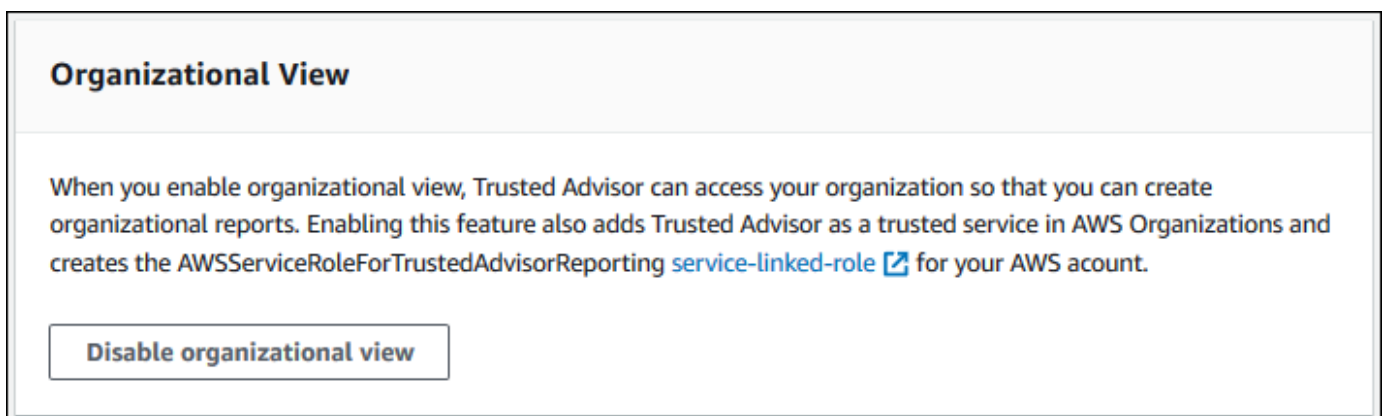 Organizational View
When you enable organizational view, Trusted Advisor can access your organization so that you can create
organizational reports. Enabling this feature also adds Trusted Advisor as a trusted service in AWS Organizations and
creates the AWSServiceRoleForTrustedAdvisorReporting service-linked-role for your AWS acount.
Disable organizational view